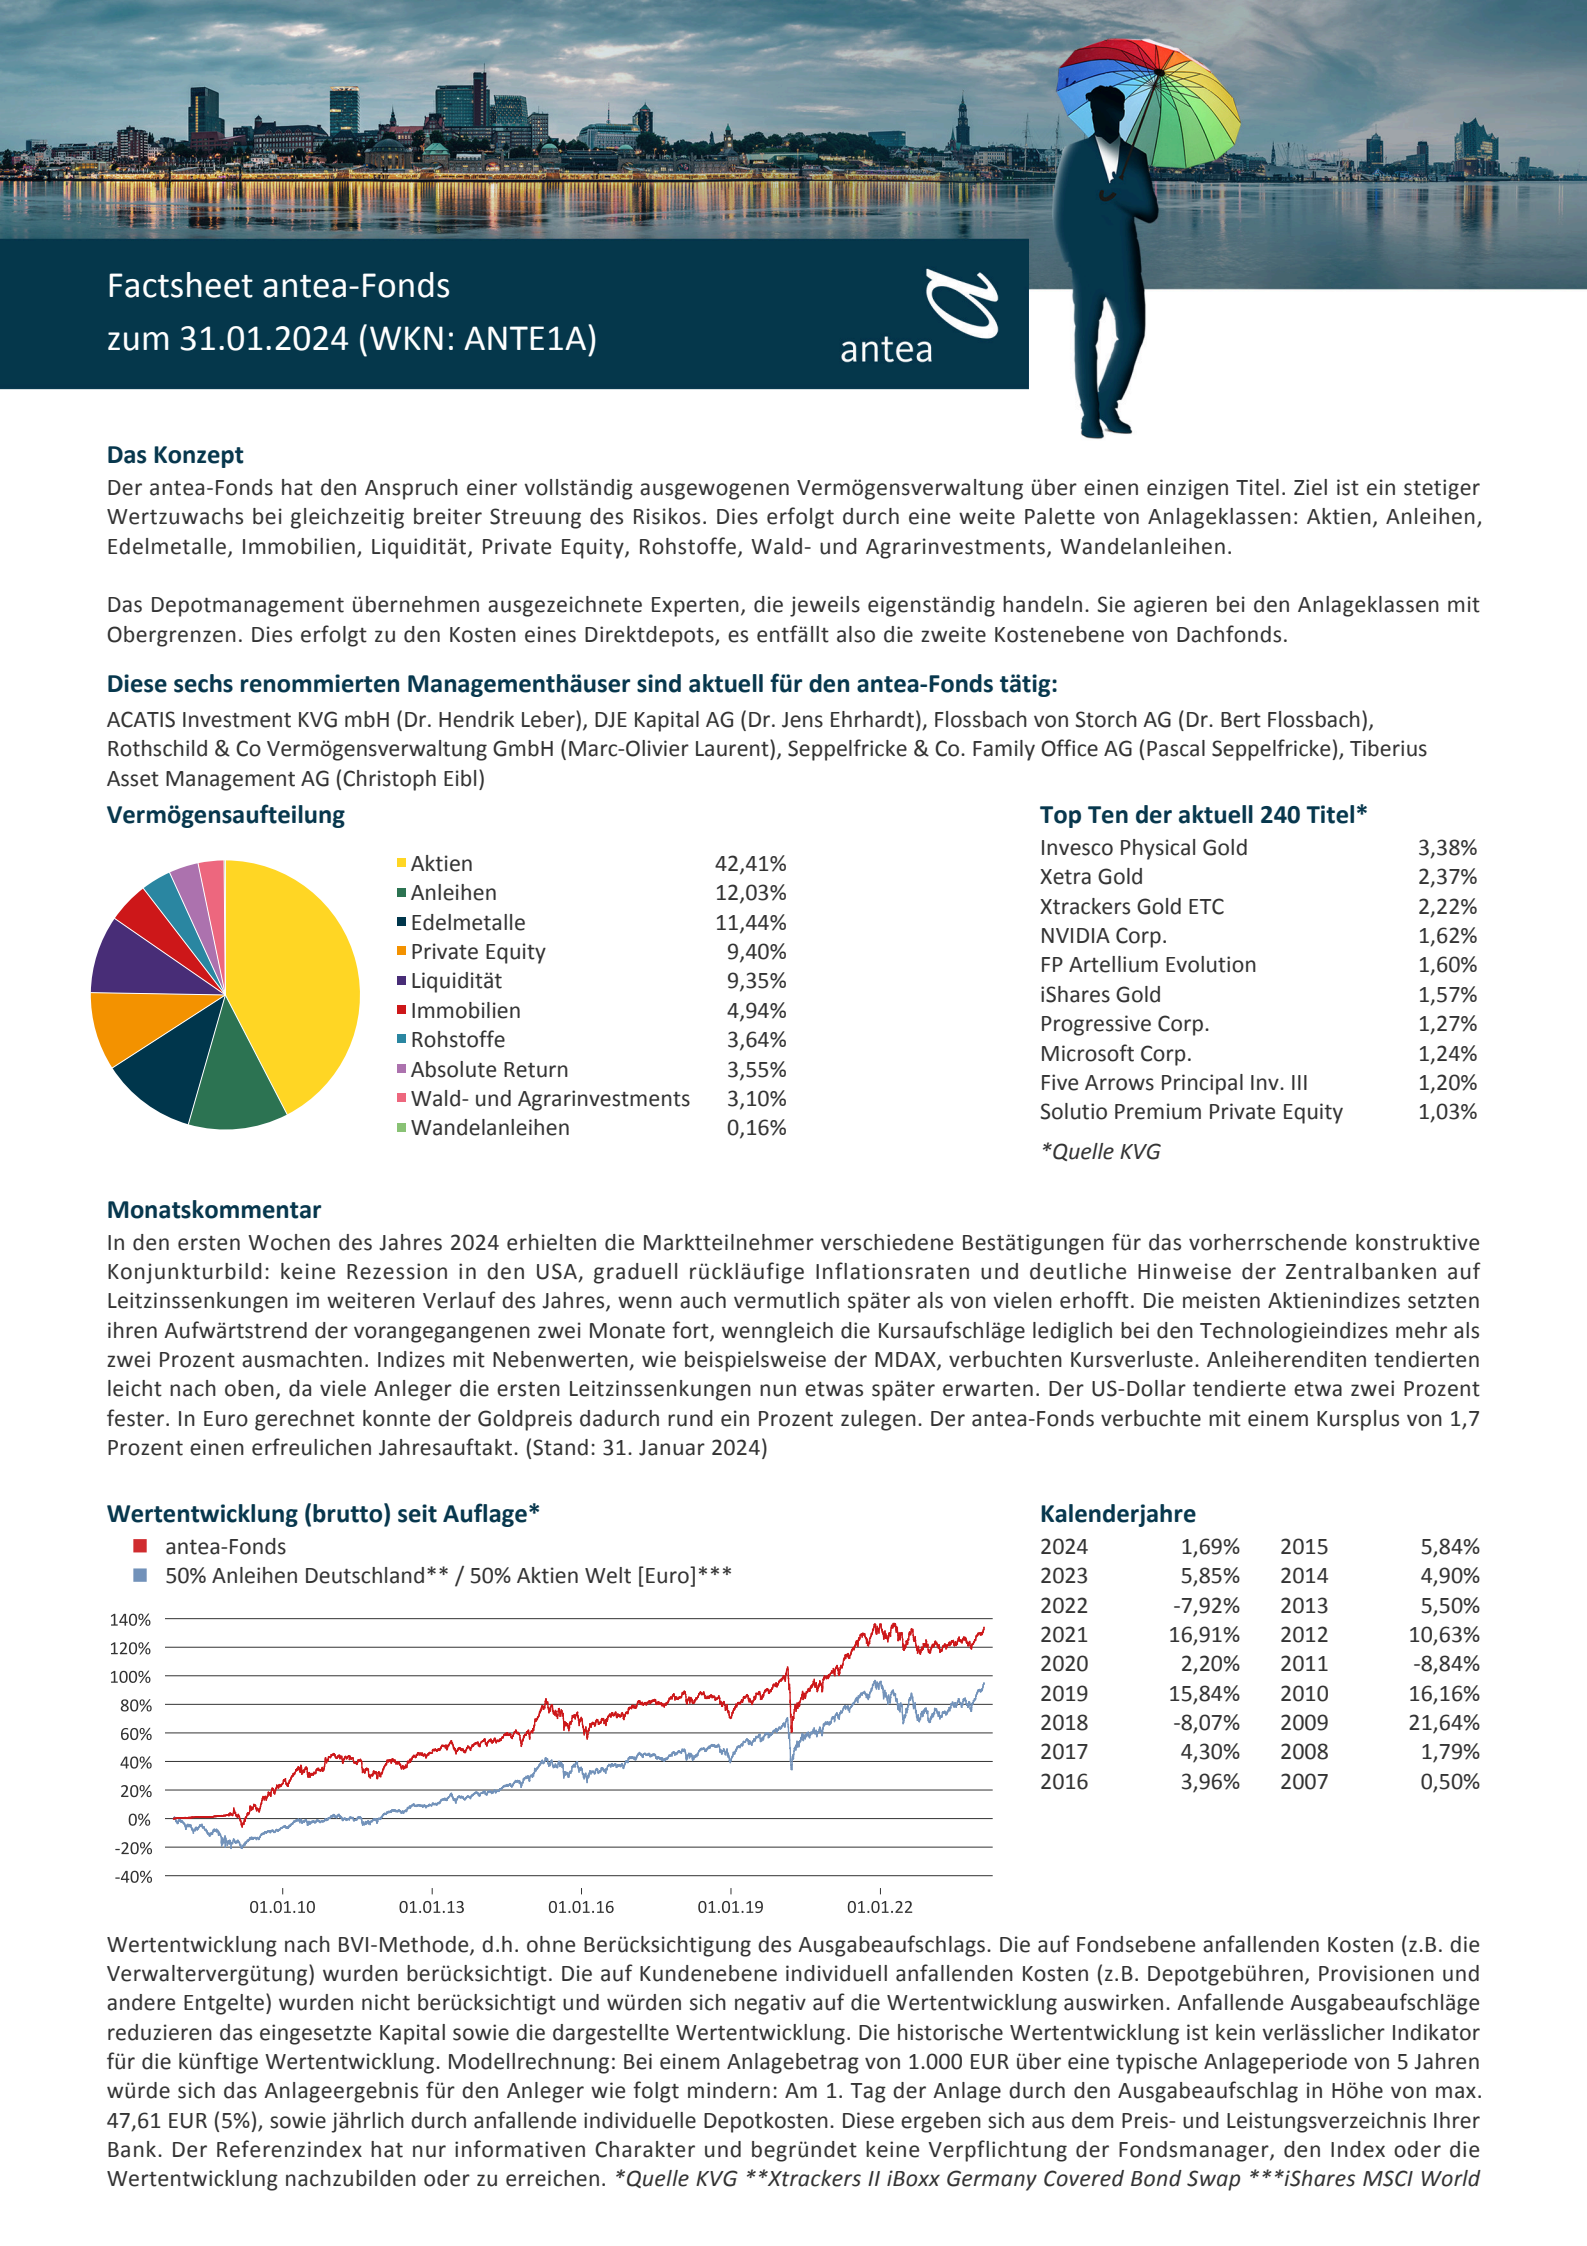 Factsheet antea-Fonds
zum 31.01.2024 (WKN: ANTE1A)
antea
Das Konzept
Der antea-Fonds hat den Anspruch einer vollständig ausgewogenen Vermögensverwaltung über einen einzigen Titel. Ziel ist ein stetiger
Wertzuwachs bei gleichzeitig breiter Streuung des Risikos. Dies erfolgt durch eine weite Palette von Anlageklassen: Aktien, Anleihen,
Edelmetalle, Immobilien, Liquidität, Private Equity, Rohstoffe, Wald- und Agrarinvestments, Wandelanleihen.
Das Depotmanagement übernehmen ausgezeichnete Experten, die jeweils eigenständig handeln. Sie agieren bei den Anlageklassen mit
Obergrenzen. Dies erfolgt zu den Kosten eines Direktdepots, es entfällt also die zweite Kostenebene von Dachfonds.
Diese sechs renommierten Managementhäuser sind aktuell für den antea-Fonds tätig:
ACATIS Investment KVG mbH (Dr. Hendrik Leber), DJE Kapital AG (Dr. Jens Ehrhardt), Flossbach von Storch AG (Dr. Bert Flossbach),
Rothschild & Co Vermögensverwaltung GmbH (Marc-Olivier Laurent), Seppelfricke & Co. Family Office AG (Pascal Seppelfricke), Tiberius
Asset Management AG (Christoph Eibl)
Vermögensaufteilung
Aktien 42,41%
Anleihen 12,03%
Edelmetalle 11,44%
Private Equity 9,40%
Liquidität 9,35%
Immobilien 4,94%
Rohstoffe 3,64%
Absolute Return 3,55%
Wald- und Agrarinvestments 3,10%
Wandelanleihen 0,16%
Top Ten der aktuell 240 Titel*
Invesco Physical Gold 3,38%
Xetra Gold 2,37%
Xtrackers Gold ETC 2,22%
NVIDIA Corp. 1,62%
FP Artellium Evolution 1,60%
iShares Gold 1,57%
Progressive Corp. 1,27%
Microsoft Corp. 1,24%
Five Arrows Principal Inv. III 1,20%
Solutio Premium Private Equity 1,03%
*Quelle KVG
Monatskommentar
In den ersten Wochen des Jahres 2024 erhielten die Marktteilnehmer verschiedene Bestätigungen für das vorherrschende konstruktive
Konjunkturbild: keine Rezession in den USA, graduell rückläufige Inflationsraten und deutliche Hinweise der Zentralbanken auf
Leitzinssenkungen im weiteren Verlauf des Jahres, wenn auch vermutlich später als von vielen erhofft. Die meisten Aktienindizes setzten
ihren Aufwärtstrend der vorangegangenen zwei Monate fort, wenngleich die Kursaufschläge lediglich bei den Technologieindizes mehr als
zwei Prozent ausmachten. Indizes mit Nebenwerten, wie beispielsweise der MDAX, verbuchten Kursverluste. Anleiherenditen tendierten
leicht nach oben, da viele Anleger die ersten Leitzinssenkungen nun etwas später erwarten. Der US-Dollar tendierte etwa zwei Prozent
fester. In Euro gerechnet konnte der Goldpreis dadurch rund ein Prozent zulegen. Der antea-Fonds verbuchte mit einem Kursplus von 1,7
Prozent einen erfreulichen Jahresauftakt. (Stand: 31. Januar 2024)
Wertentwicklung (brutto) seit Auflage*
antea-Fonds
50% Anleihen Deutschland** / 50% Aktien Welt [Euro]***
140%
120%
100%
80%
60%
40%
20%
0%
-20%
-40%
01.01.10 01.01.13 01.01.16 01.01.19 01.01.22
Kalenderjahre
2024 1,69% 2015 5,84%
2023 5,85% 2014 4,90%
2022 -7,92% 2013 5,50%
2021 16,91% 2012 10,63%
2020 2,20% 2011 -8,84%
2019 15,84% 2010 16,16%
2018 -8,07% 2009 21,64%
2017 4,30% 2008 1,79%
2016 3,96% 2007 0,50%
Wertentwicklung nach BVI-Methode, d.h. ohne Berücksichtigung des Ausgabeaufschlags. Die auf Fondsebene anfallenden Kosten (z.B. die
Verwaltervergütung) wurden berücksichtigt. Die auf Kundenebene individuell anfallenden Kosten (z.B. Depotgebühren, Provisionen und
andere Entgelte) wurden nicht berücksichtigt und würden sich negativ auf die Wertentwicklung auswirken. Anfallende Ausgabeaufschläge
reduzieren das eingesetzte Kapital sowie die dargestellte Wertentwicklung. Die historische Wertentwicklung ist kein verlässlicher Indikator
für die künftige Wertentwicklung. Modellrechnung: Bei einem Anlagebetrag von 1.000 EUR über eine typische Anlageperiode von 5 Jahren
würde sich das Anlageergebnis für den Anleger wie folgt mindern: Am 1. Tag der Anlage durch den Ausgabeaufschlag in Höhe von max.
47,61 EUR (5%), sowie jährlich durch anfallende individuelle Depotkosten. Diese ergeben sich aus dem Preis- und Leistungsverzeichnis Ihrer
Bank. Der Referenzindex hat nur informativen Charakter und begründet keine Verpflichtung der Fondsmanager, den Index oder die
Wertentwicklung nachzubilden oder zu erreichen. *Quelle KVG **Xtrackers II iBoxx Germany Covered Bond Swap ***iShares MSCI World